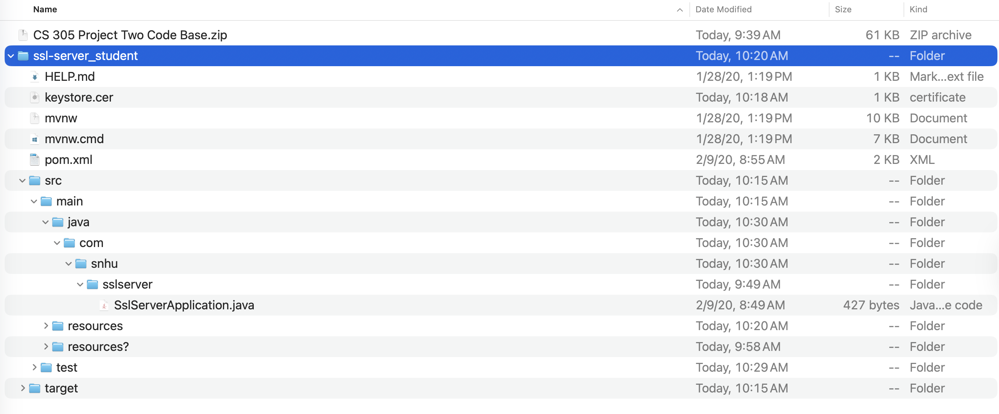 Name Date Modified Size Kind
CS 305 Project Two Code Base.zip Today, 9:39 AM 61 KB ZIP archive
ssl-server_student Today, 10:20 AM -- Folder
HELP.md 1/28/20, 1:19 PM 1 KB Mark...ext file
keystore.cer Today, 10:18 AM 1 KB certificate
mvnw 1/28/20, 1:19 PM 10 KB Document
mvnw.cmd 1/28/20, 1:19 PM 7 KB Document
pom.xml 2/9/20, 8:55 AM 2 KB XML
src Today, 10:15 AM -- Folder
main Today, 10:15 AM -- Folder
java Today, 10:30 AM -- Folder
com Today, 10:30 AM -- Folder
snhu Today, 10:30 AM -- Folder
sslserver Today, 9:49 AM -- Folder
SslServerApplication.java 2/9/20, 8:49 AM 427 bytes Java...e code
resources Today, 10:20 AM -- Folder
resources? Today, 9:58 AM -- Folder
test Today, 10:29 AM -- Folder
target Today, 10:15 AM -- Folder